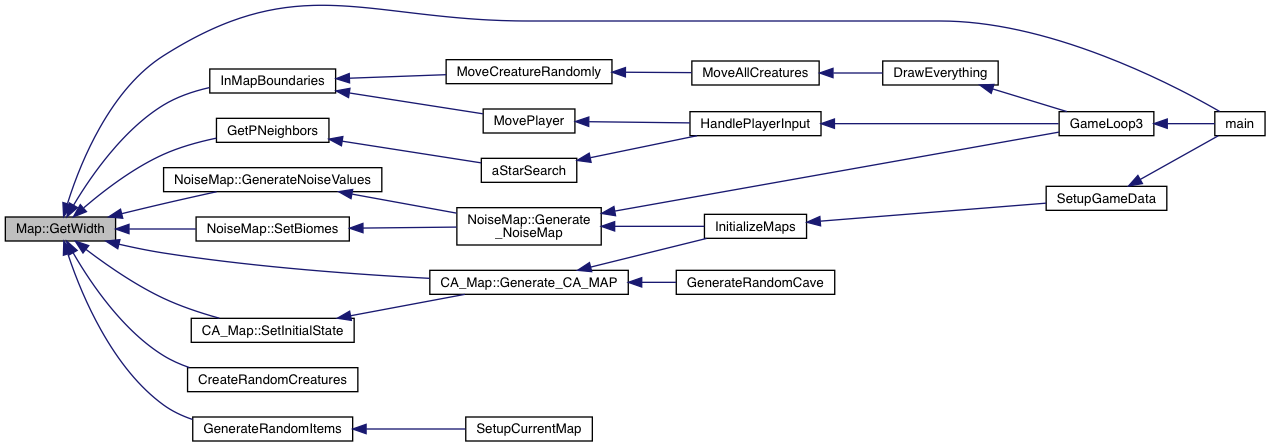 InMapBoundaries
MoveCreatureRandomly
MoveAllCreatures
DrawEverything
GetPNeighbors
MovePlayer
HandlePlayerInput
GameLoop3
main
aStarSearch
NoiseMap::GenerateNoiseValues
SetupGameData
Map::GetWidth
NoiseMap::SetBiomes
NoiseMap::Generate
_NoiseMap
InitializeMaps
CA_Map::Generate_CA_MAP
GenerateRandomCave
CA_Map::SetInitialState
CreateRandomCreatures
GenerateRandomItems
SetupCurrentMap